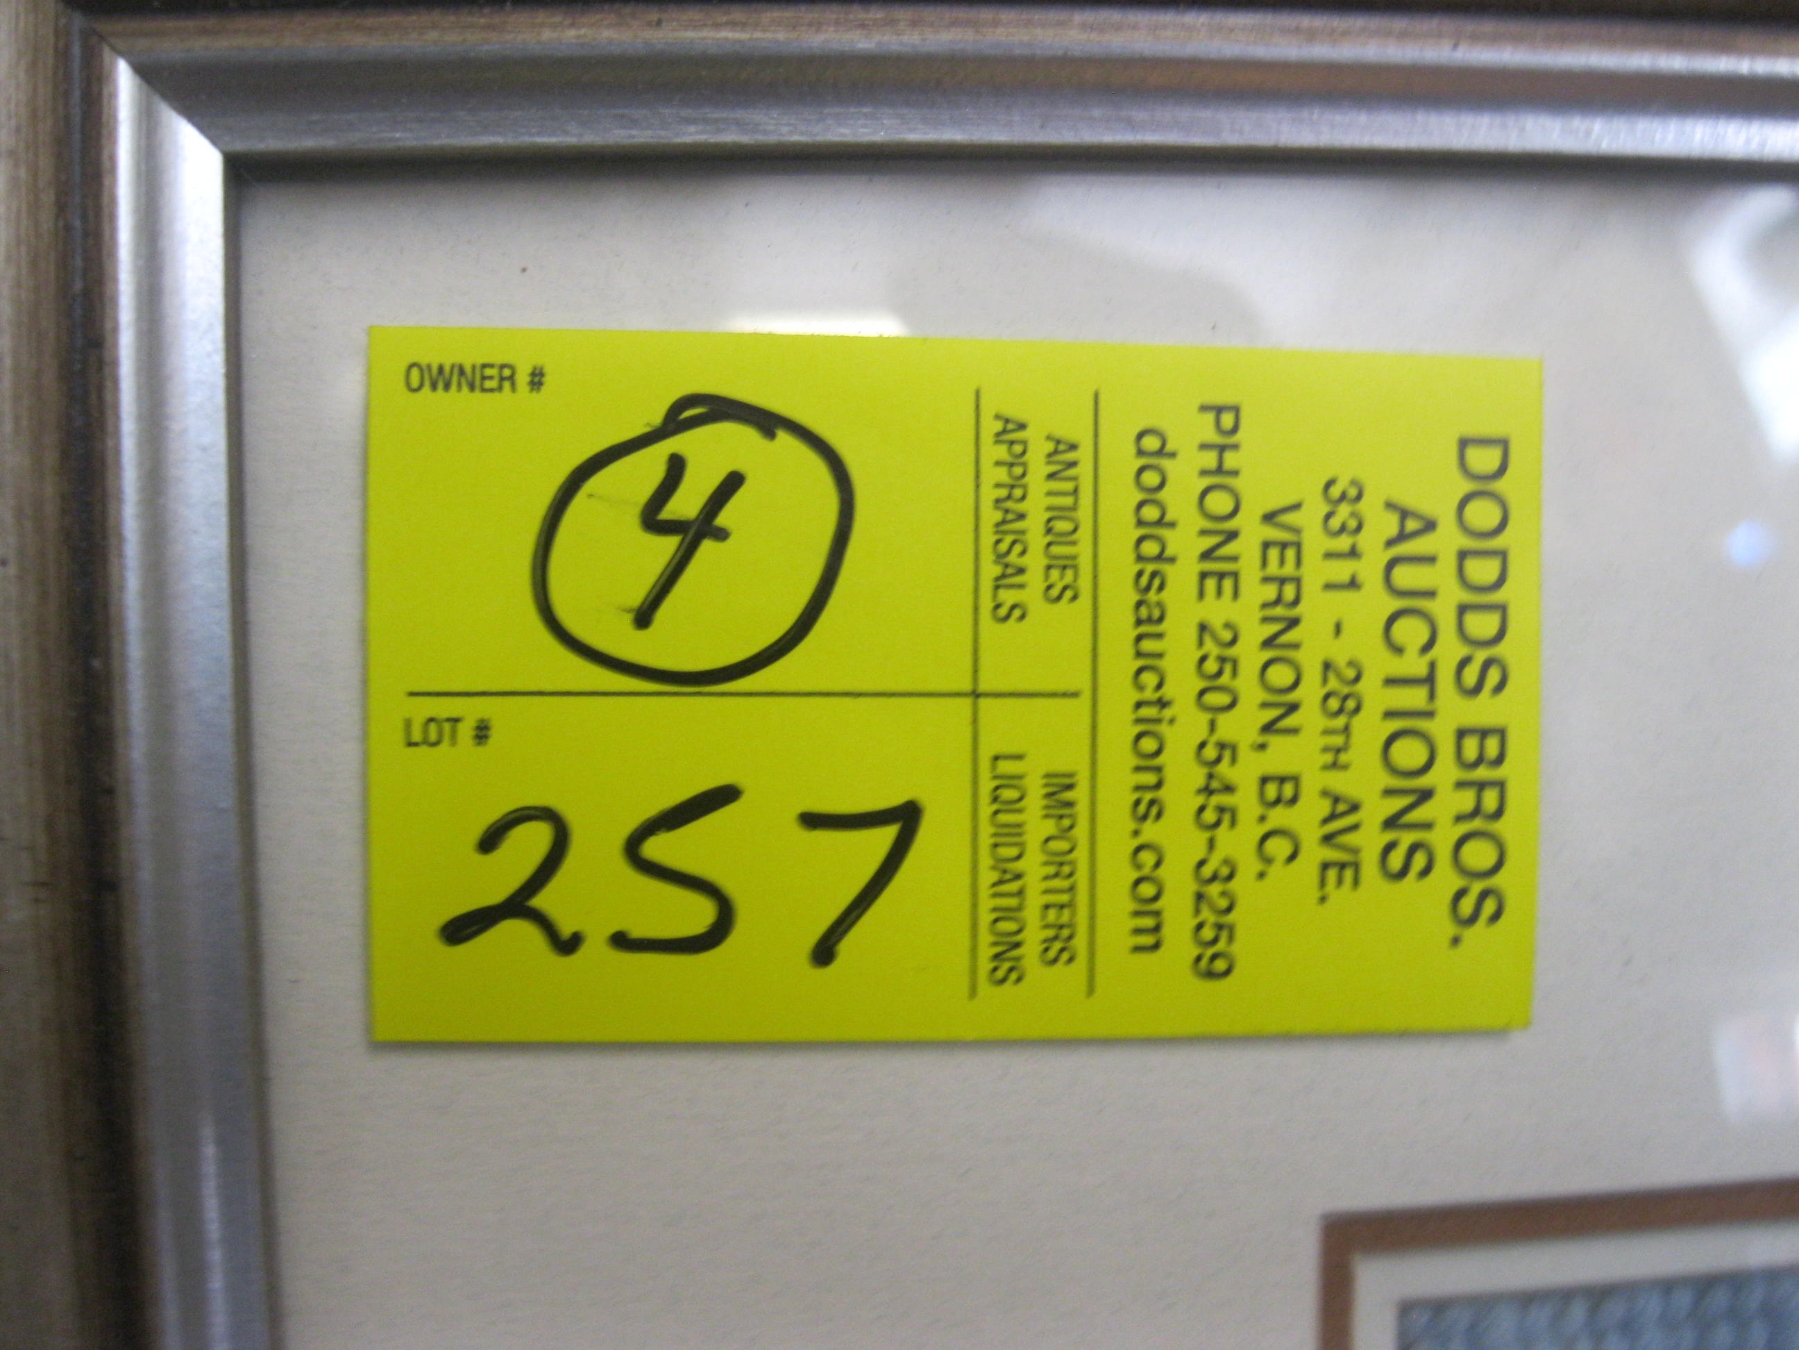 DODDS BROS.
AUCTIONS
3311 - 28TH AVE.
VERNON, B.C.
PHONE 250-545-3259
doddsauctions.com
ANTIQUES
APPRAISALS
IMPORTERS
LIQUIDATIONS
OWNER #
4
LOT #
257